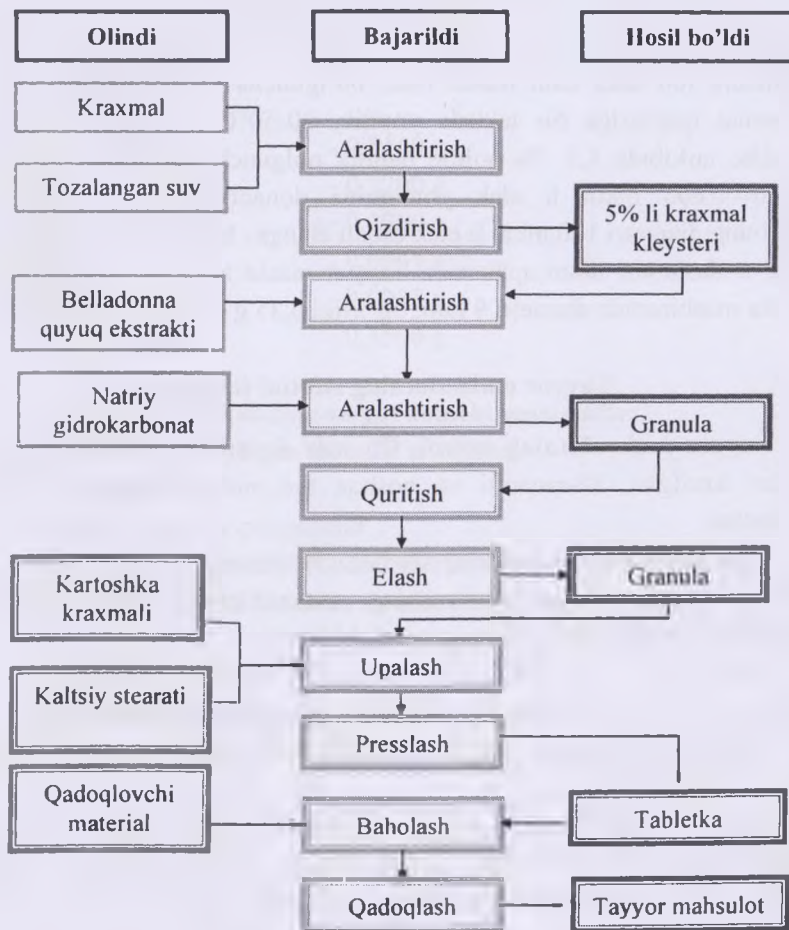 Olindi
Bajarildi
Hosil bo'ldi
Kraxmal
Aralashtirish
Tozalangan suv
Qizdirish
5% li kraxmal
kleysteri
Belladonna
quyuq ekstrakti
Aralashtirish
Natriy
gidrokarbonat
Aralashtirish
Granula
Quritish
Elash
Granula
Kartoshka
kraxmali
Upalash
Kaltsiy stearati
Presslash
Qadoqlovchi
material
Baholash
Tabletka
Qadoqlash
Tayyor mahsulot